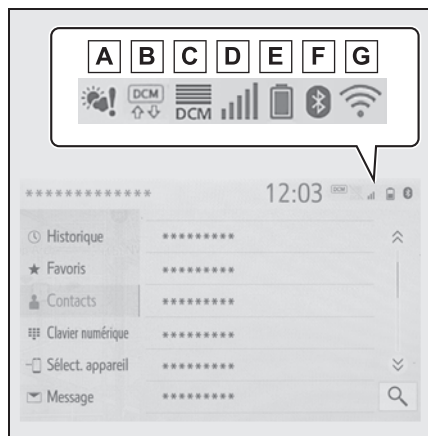 A B C D E F G
DCM DCM
************* 12:03 DCM
Historique *********
Favoris *********
Contacts *********
Clavier numérique *********
Sélect. appareil *********
Message *********